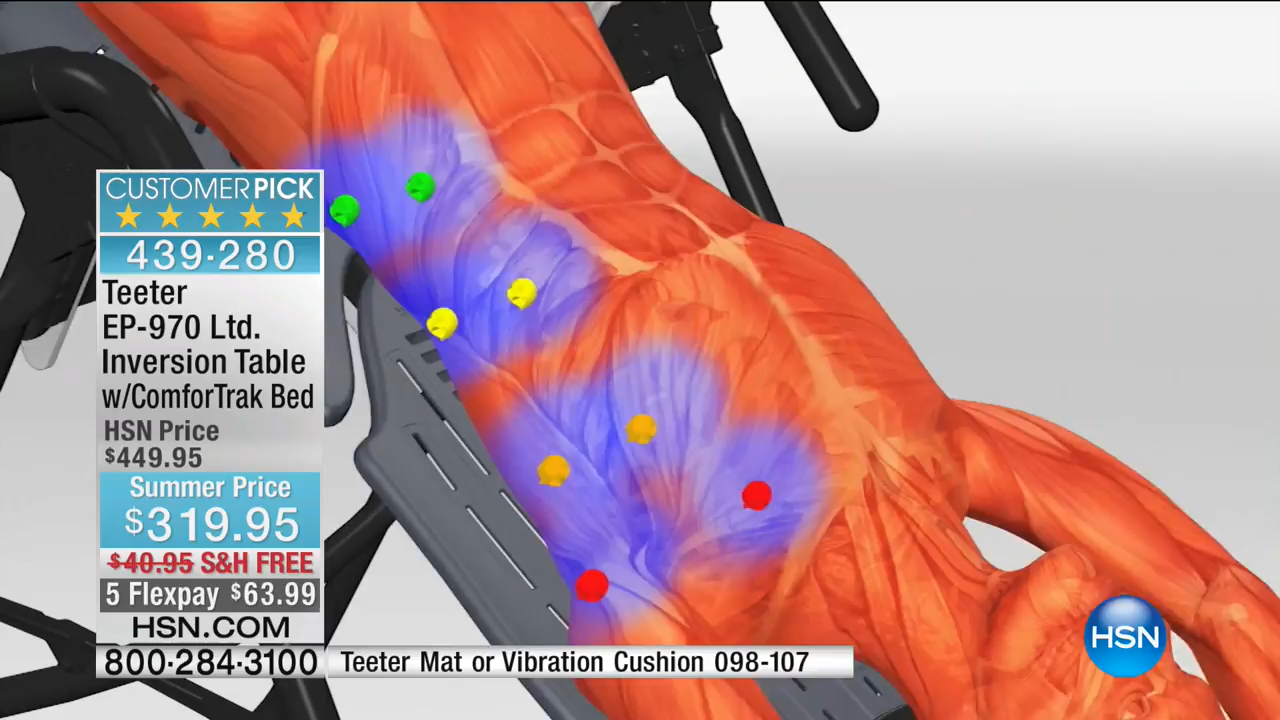 CUSTOMER PICK
439·280
Teeter
EP-970 Ltd.
Inversion Table
w/ComforTrak Bed
HSN Price
$449.95
Summer Price
$319.95
$40.95 S&H FREE
5 Flexpay $63.99
HSN.COM
800·284·3100
Teeter Mat or Vibration Cushion 098-107
HSN